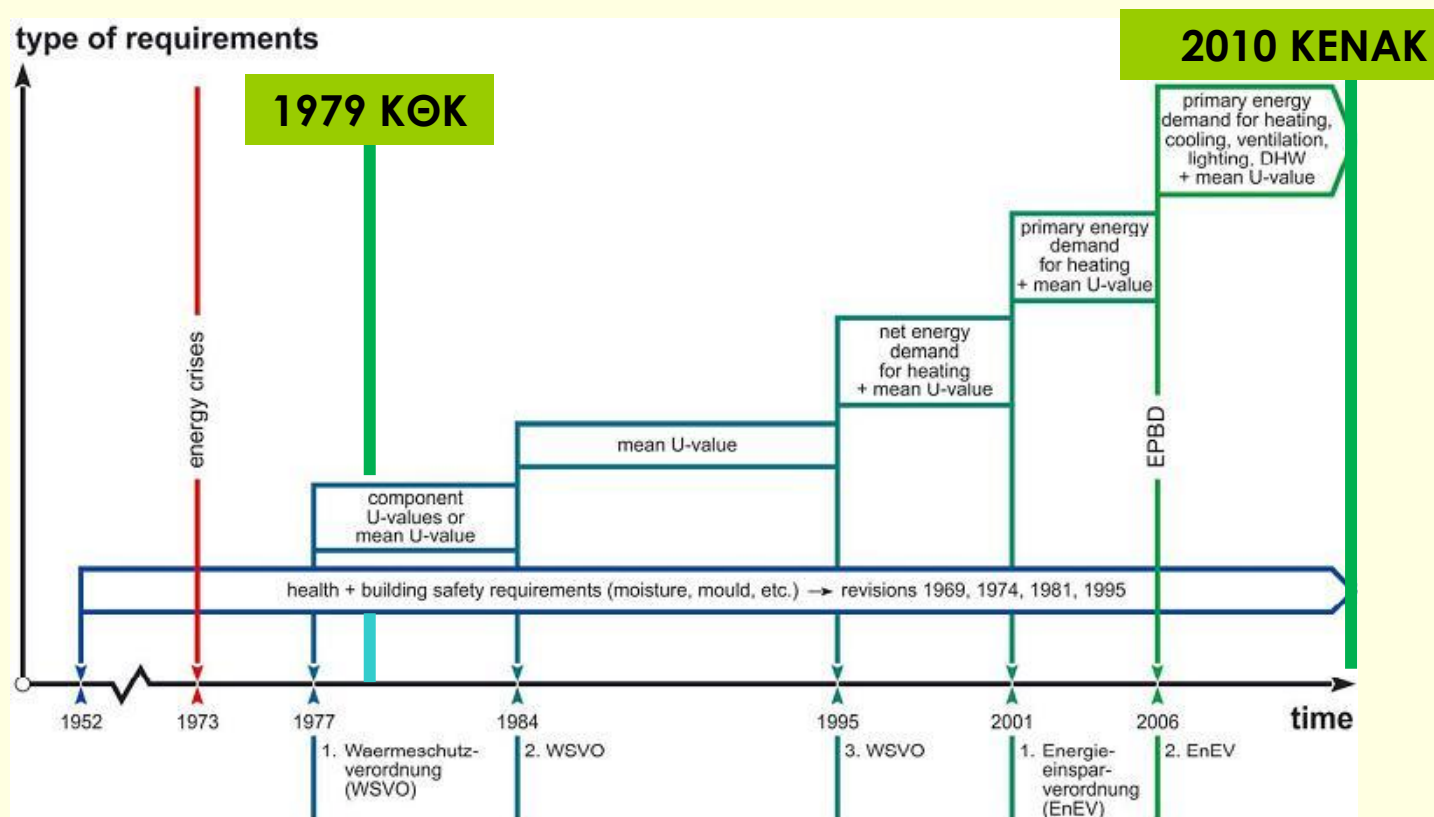 type of requirements
2010 KENAK
1979 ΚΘΚ
primary energy
demand for heating,
cooling, ventilation,
lighting, DHW
+ mean U-value
primary energy
demand
for heating
+ mean U-value
net energy
demand
for heating
+ mean U-value
energy crises
EPBD
mean U-value
component
U-values or
mean U-value
health + building safety requirements (moisture, mould, etc.) → revisions 1969, 1974, 1981, 1995
1952
1973
1977
1984
1995
2001
2006
time
1. Waermeschutz-
verordnung
(WSVO)
2. WSVO
3. WSVO
1. Energie-
einspar-
verordnung
(EnEV)
2. EnEV